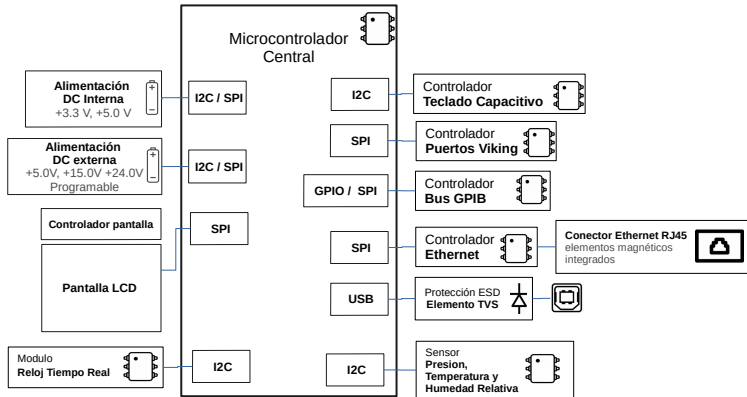 Microcontrolador
Central
Alimentación
DC Interna
+3.3 V, +5.0 V
I2C / SPI
Alimentación
DC externa
+5.0V, +15.0V +24.0V
Programable
I2C / SPI
Controlador pantalla
Pantalla LCD
SPI
Modulo
Reloj Tiempo Real
I2C
I2C
Controlador
Teclado Capacitivo
SPI
Controlador
Puertos Viking
GPIO / SPI
Controlador
Bus GPIB
SPI
Controlador
Ethernet
Conector Ethernet RJ45
elementos magnéticos
integrados
USB
Protección ESD
Elemento TVS
I2C
Sensor
Presion,
Temperatura y
Humedad Relativa